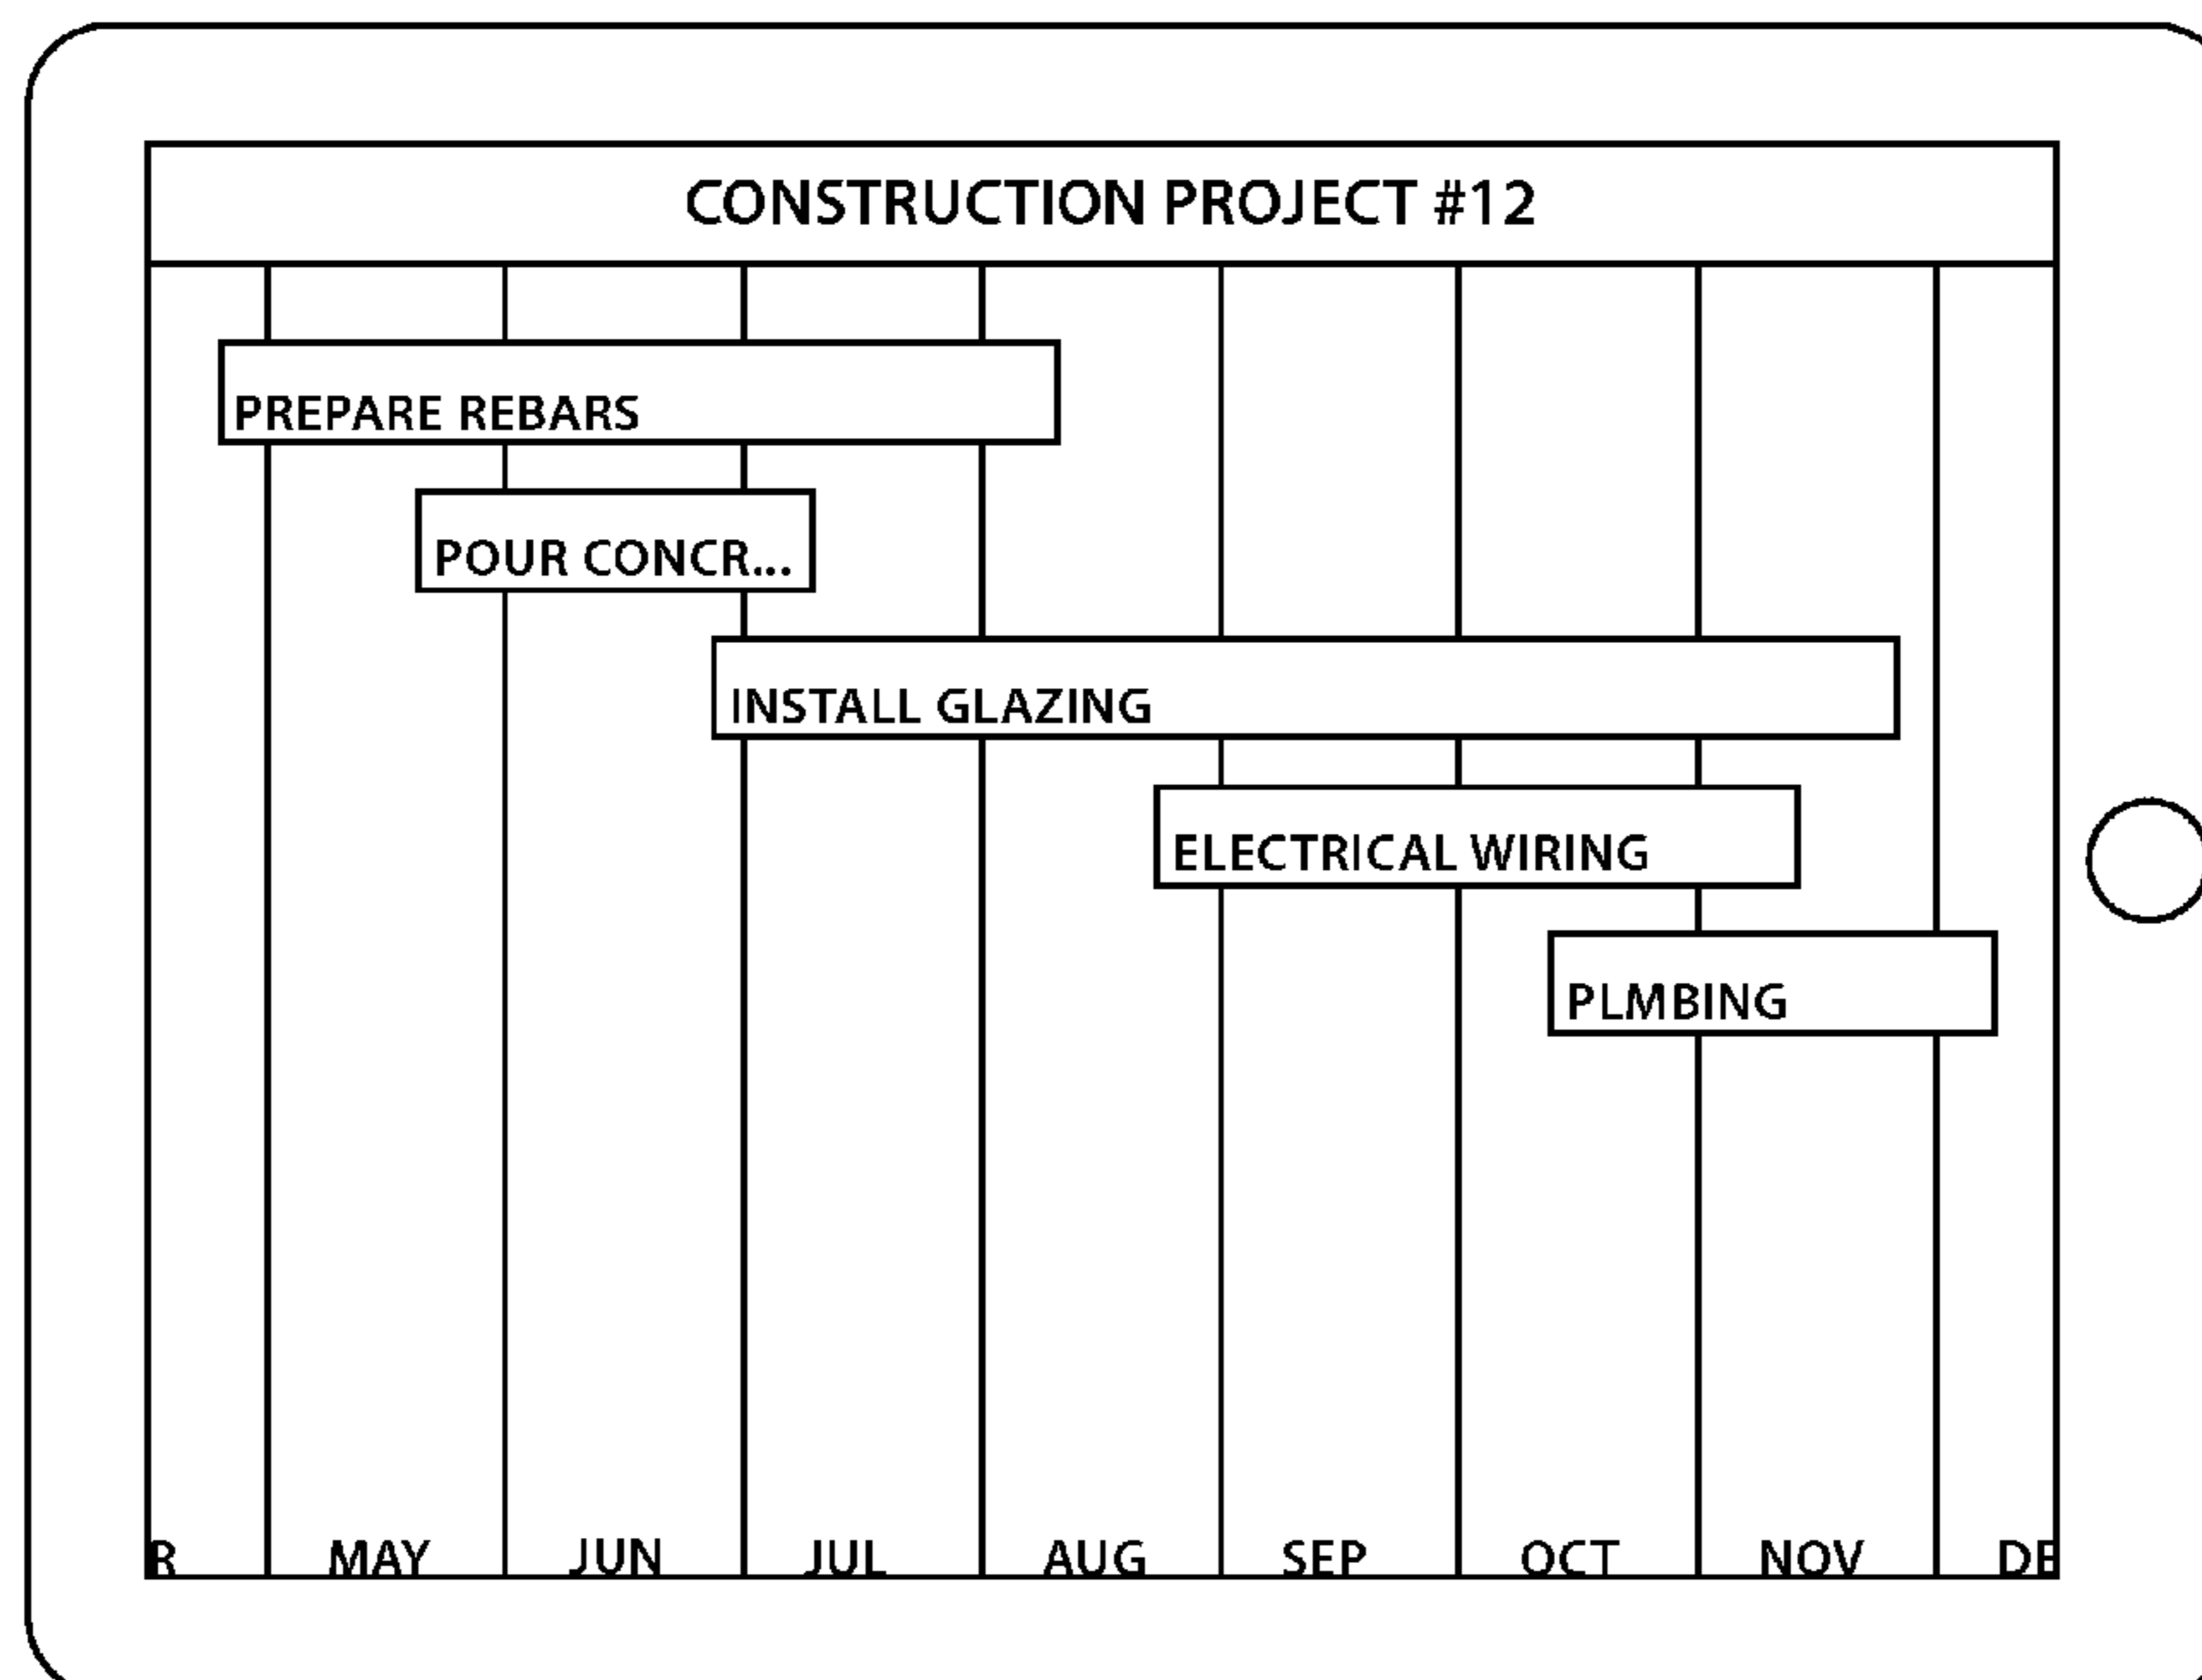 CONSTRUCTION PROJECT #12
PREPARE REBARS
POUR CONCR...
INSTALL GLAZING
ELECTRICAL WIRING
PLMBING
R MAY JUN JUL AUG SEP OCT NOV DE